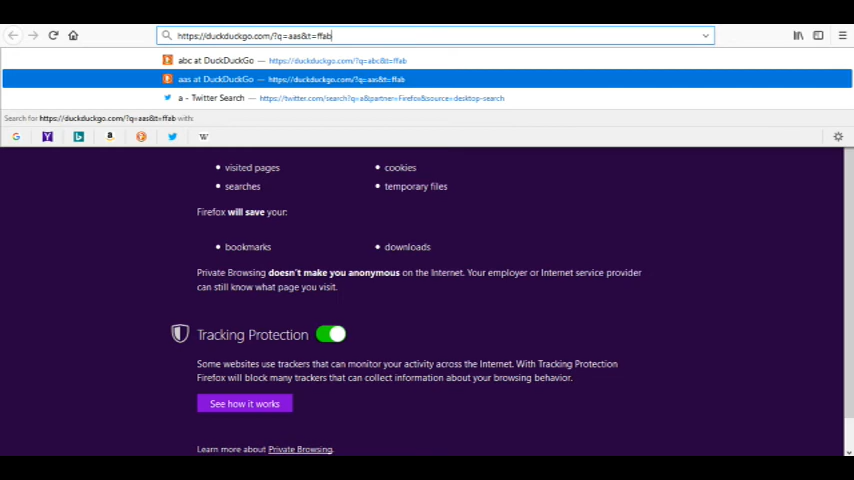 https://duckduckgo.com/?q=aas&t=ffab
abc at DuckDuckGo — https://duckduckgo.com/?q=abc&t=ffab
aas at DuckDuckGo — https://duckduckgo.com/?q=aas&t=ffab
a - Twitter Search — https://twitter.com/search?q=a&partner=Firefox&source=desktop-search
Search for https://duckduckgo.com/?q=aas&t=ffab with:
G Y b a W
• visited pages • cookies
• searches • temporary files
Firefox will save your:
• bookmarks • downloads
Private Browsing doesn't make you anonymous on the Internet. Your employer or Internet service provider
can still know what page you visit.
Tracking Protection
Some websites use trackers that can monitor your activity across the Internet. With Tracking Protection
Firefox will block many trackers that can collect information about your browsing behavior.
See how it works
Learn more about Private Browsing.